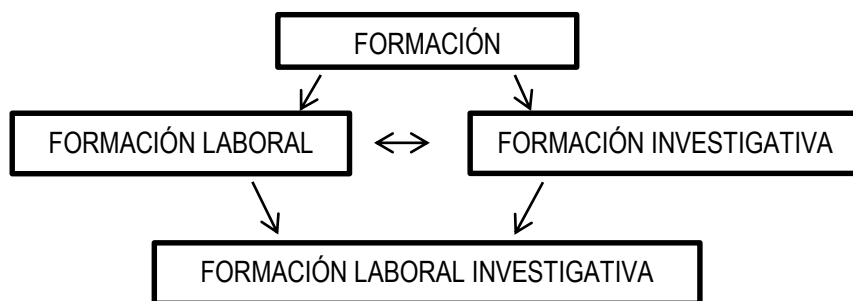 FORMACIÓN
FORMACIÓN LABORAL
FORMACIÓN INVESTIGATIVA
FORMACIÓN LABORAL INVESTIGATIVA